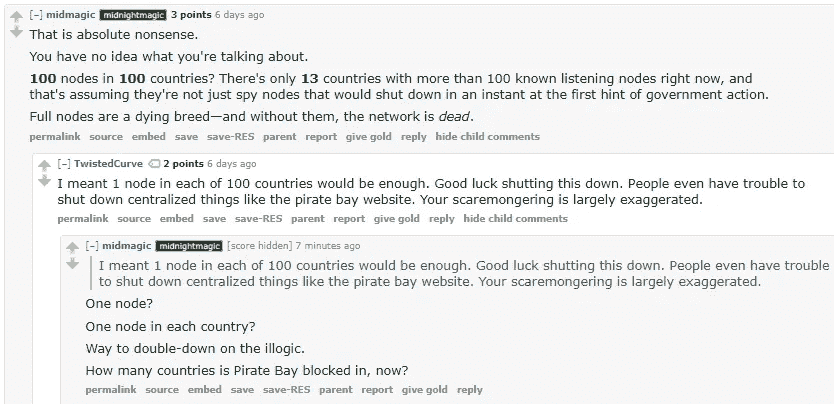 [–] midmagic midnightmagic 3 points 6 days ago
That is absolute nonsense.
You have no idea what you're talking about.
100 nodes in 100 countries? There's only 13 countries with more than 100 known listening nodes right now, and
that's assuming they're not just spy nodes that would shut down in an instant at the first hint of government action.
Full nodes are a dying breed—and without them, the network is dead.
permalink source embed save save-RES parent report give gold reply hide child comments
[–] TwistedCurve 2 points 6 days ago
I meant 1 node in each of 100 countries would be enough. Good luck shutting this down. People even have trouble to
shut down centralized things like the pirate bay website. Your scaremongering is largely exaggerated.
permalink source embed save save-RES parent report give gold reply hide child comments
[–] midmagic midnightmagic [score hidden] 7 minutes ago
I meant 1 node in each of 100 countries would be enough. Good luck shutting this down. People even have trouble
to shut down centralized things like the pirate bay website. Your scaremongering is largely exaggerated.
One node?
One node in each country?
Way to double-down on the illogic.
How many countries is Pirate Bay blocked in, now?
permalink source embed save save-RES parent report give gold reply